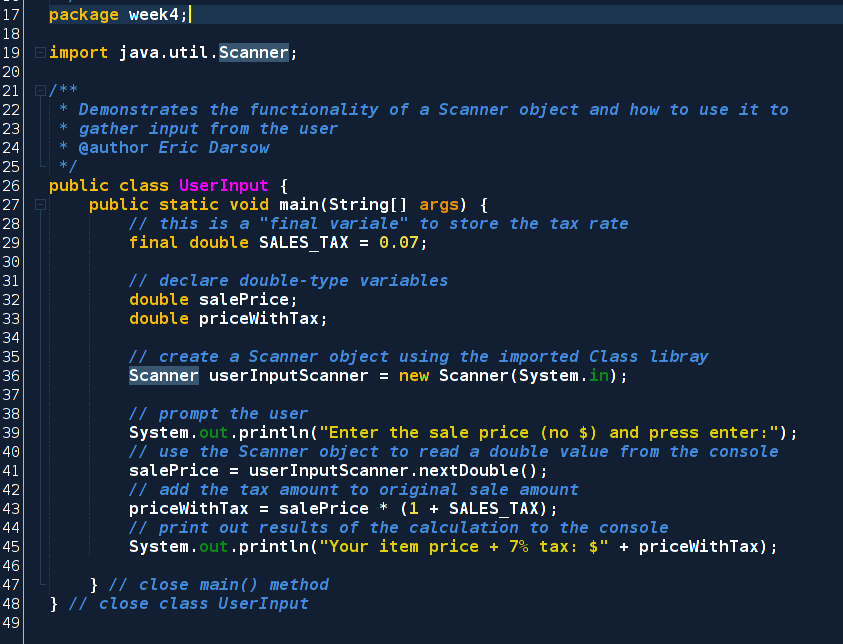 17 package week4;
18
19 import java.util.Scanner;
20
21 /**
22  * Demonstrates the functionality of a Scanner object and how to use it to
23  * gather input from the user
24  * @author Eric Darsow
25  */
26 public class UserInput {
27     public static void main(String[] args) {
28         // this is a "final variale" to store the tax rate
29         final double SALES_TAX = 0.07;
30
31         // declare double-type variables
32         double salePrice;
33         double priceWithTax;
34
35         // create a Scanner object using the imported Class libray
36         Scanner userInputScanner = new Scanner(System.in);
37
38         // prompt the user
39         System.out.println("Enter the sale price (no $) and press enter:");
40         // use the Scanner object to read a double value from the console
41         salePrice = userInputScanner.nextDouble();
42         // add the tax amount to original sale amount
43         priceWithTax = salePrice * (1 + SALES_TAX);
44         // print out results of the calculation to the console
45         System.out.println("Your item price + 7% tax: $" + priceWithTax);
46
47     } // close main() method
48 } // close class UserInput
49